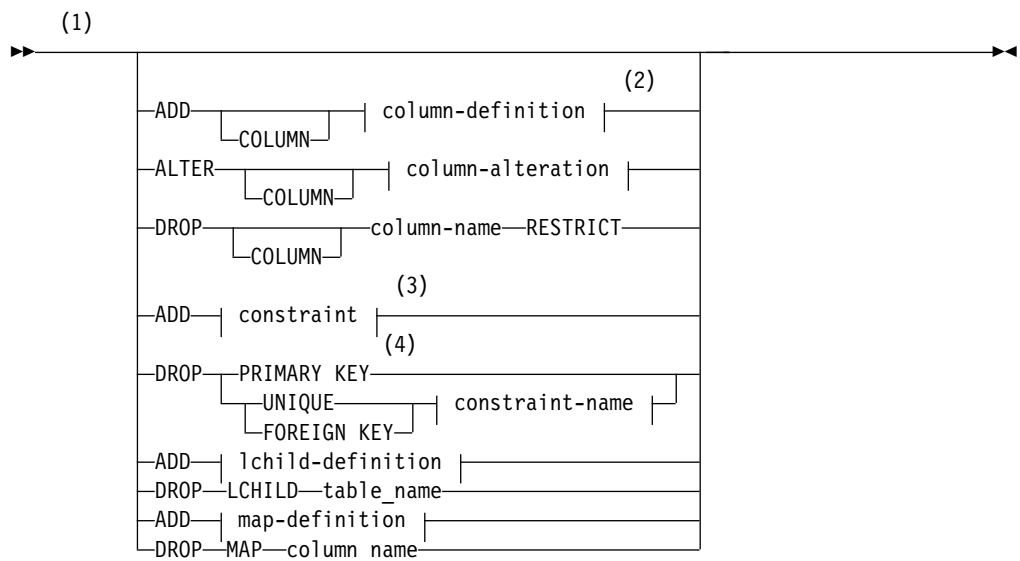 (1)
(2)
ADD column-definition
COLUMN
ALTER column-alteration
COLUMN
DROP column-name RESTRICT
COLUMN
(3)
ADD constraint
(4)
DROP PRIMARY KEY
UNIQUE constraint-name
FOREIGN KEY
ADD lchild-definition
DROP LCHILD table_name
ADD map-definition
DROP MAP column name